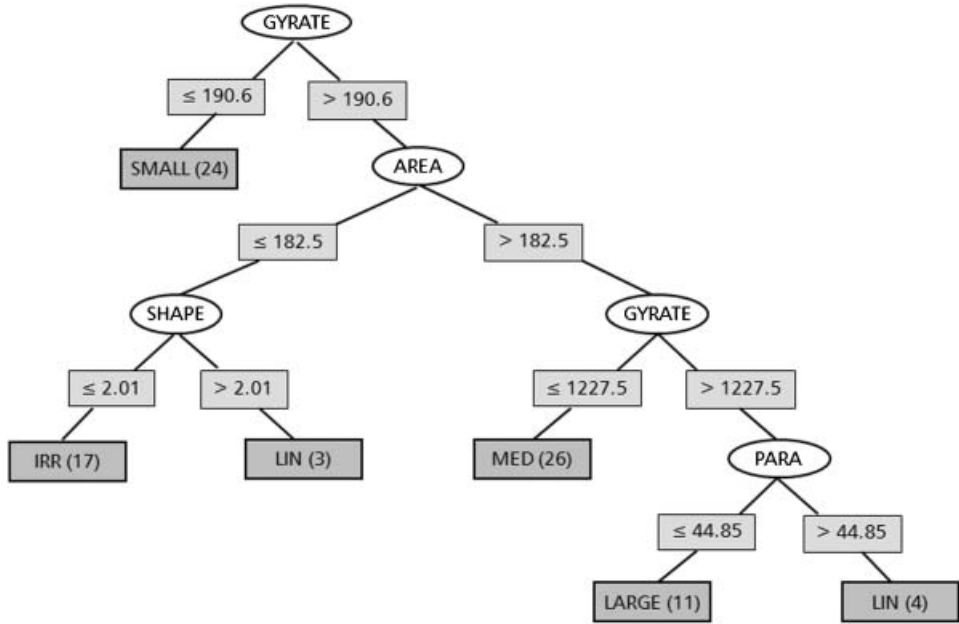 GYRATE
≤ 190.6
> 190.6
SMALL (24)
AREA
≤ 182.5
> 182.5
SHAPE
GYRATE
≤ 2.01
> 2.01
≤ 1227.5
> 1227.5
IRR (17)
LIN (3)
MED (26)
PARA
≤ 44.85
> 44.85
LARGE (11)
LIN (4)